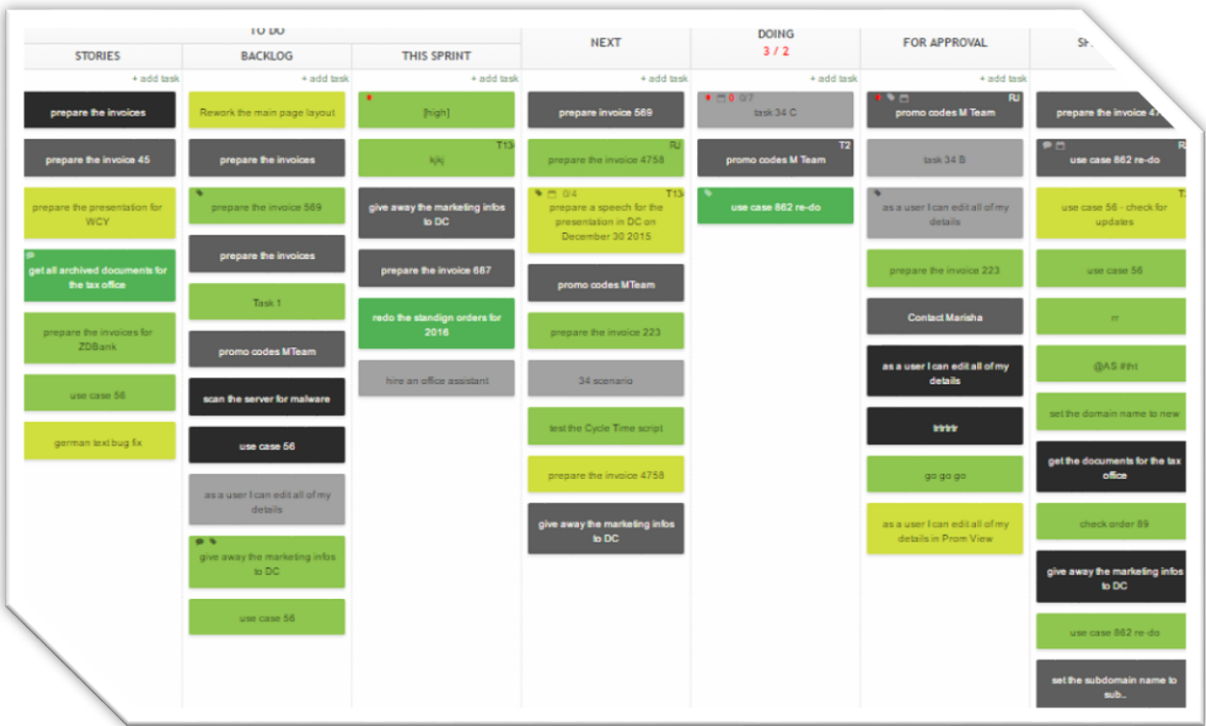 TO DO
STORIES
BACKLOG
THIS SPRINT
NEXT
DOING
3 / 2
FOR APPROVAL
+ add task
+ add task
+ add task
+ add task
+ add task
+ add task
prepare the invoices
prepare the invoice 45
prepare the presentation for
WCY
get all archived documents for
the tax office
prepare the invoices for
ZDBank
use case 56
german text bug fix
Rework the main page layout
prepare the invoices
prepare the invoice 569
prepare the invoices
Task 1
promo codes MTeam
scan the server for malware
use case 56
as a user I can edit all of my
details
give away the marketing infos
to DC
use case 56
[high]
T13
kjkj
give away the marketing infos
to DC
prepare the invoice 687
redo the standign orders for
2016
hire an office assistant
prepare invoice 569
RJ
prepare the invoice 4758
0/4
T13
prepare a speech for the
presentation in DC on
December 30 2015
promo codes MTeam
prepare the invoice 223
34 scenario
test the Cycle Time script
prepare the invoice 4758
give away the marketing infos
to DC
0 0/7
task 34 C
T2
promo codes M Team
use case 862 re-do
RJ
promo codes M Team
task 34 B
as a user I can edit all of my
details
prepare the invoice 223
Contact Marisha
as a user I can edit all of my
details
go go go
as a user I can edit all of my
details in Prom View
prepare the invoice
use case 862 re-do
use case 56 - check for
updates
use case 56
rr
@AS #tht
set the domain name to new
get the documents for the tax
office
check order 89
give away the marketing infos
to DC
use case 862 re-do
set the subdomain name to
sub..